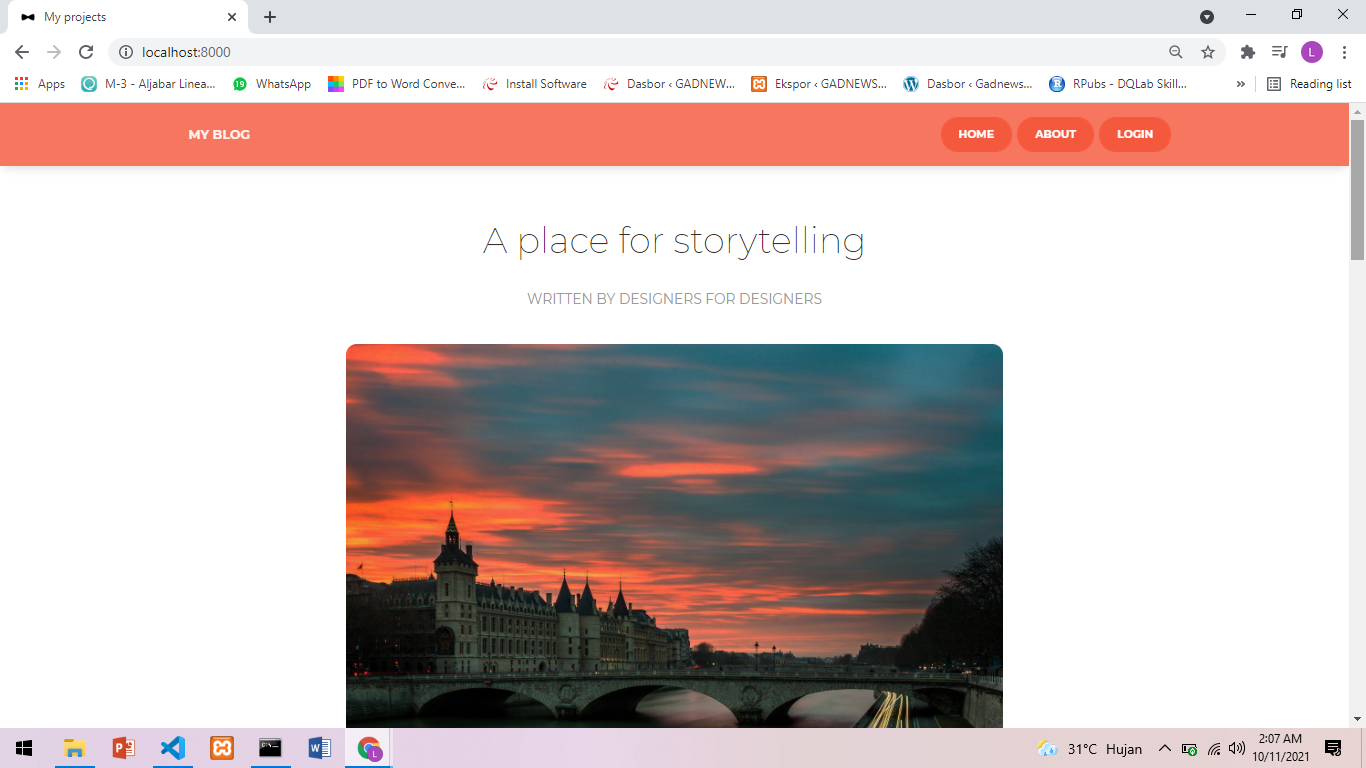 My projects
localhost:8000
L
Apps
M-3 - Aljabar Linea...
19
WhatsApp
PDF to Word Conve...
Install Software
Dasbor ‹ GADNEW...
Ekspor ‹ GADNEWS...
Dasbor ‹ Gadnews...
R
RPubs - DQLab Skill...
»
Reading list
MY BLOG
HOME
ABOUT
LOGIN
A place for storytelling
WRITTEN BY DESIGNERS FOR DESIGNERS
L
31°C Hujan
2:07 AM
10/11/2021